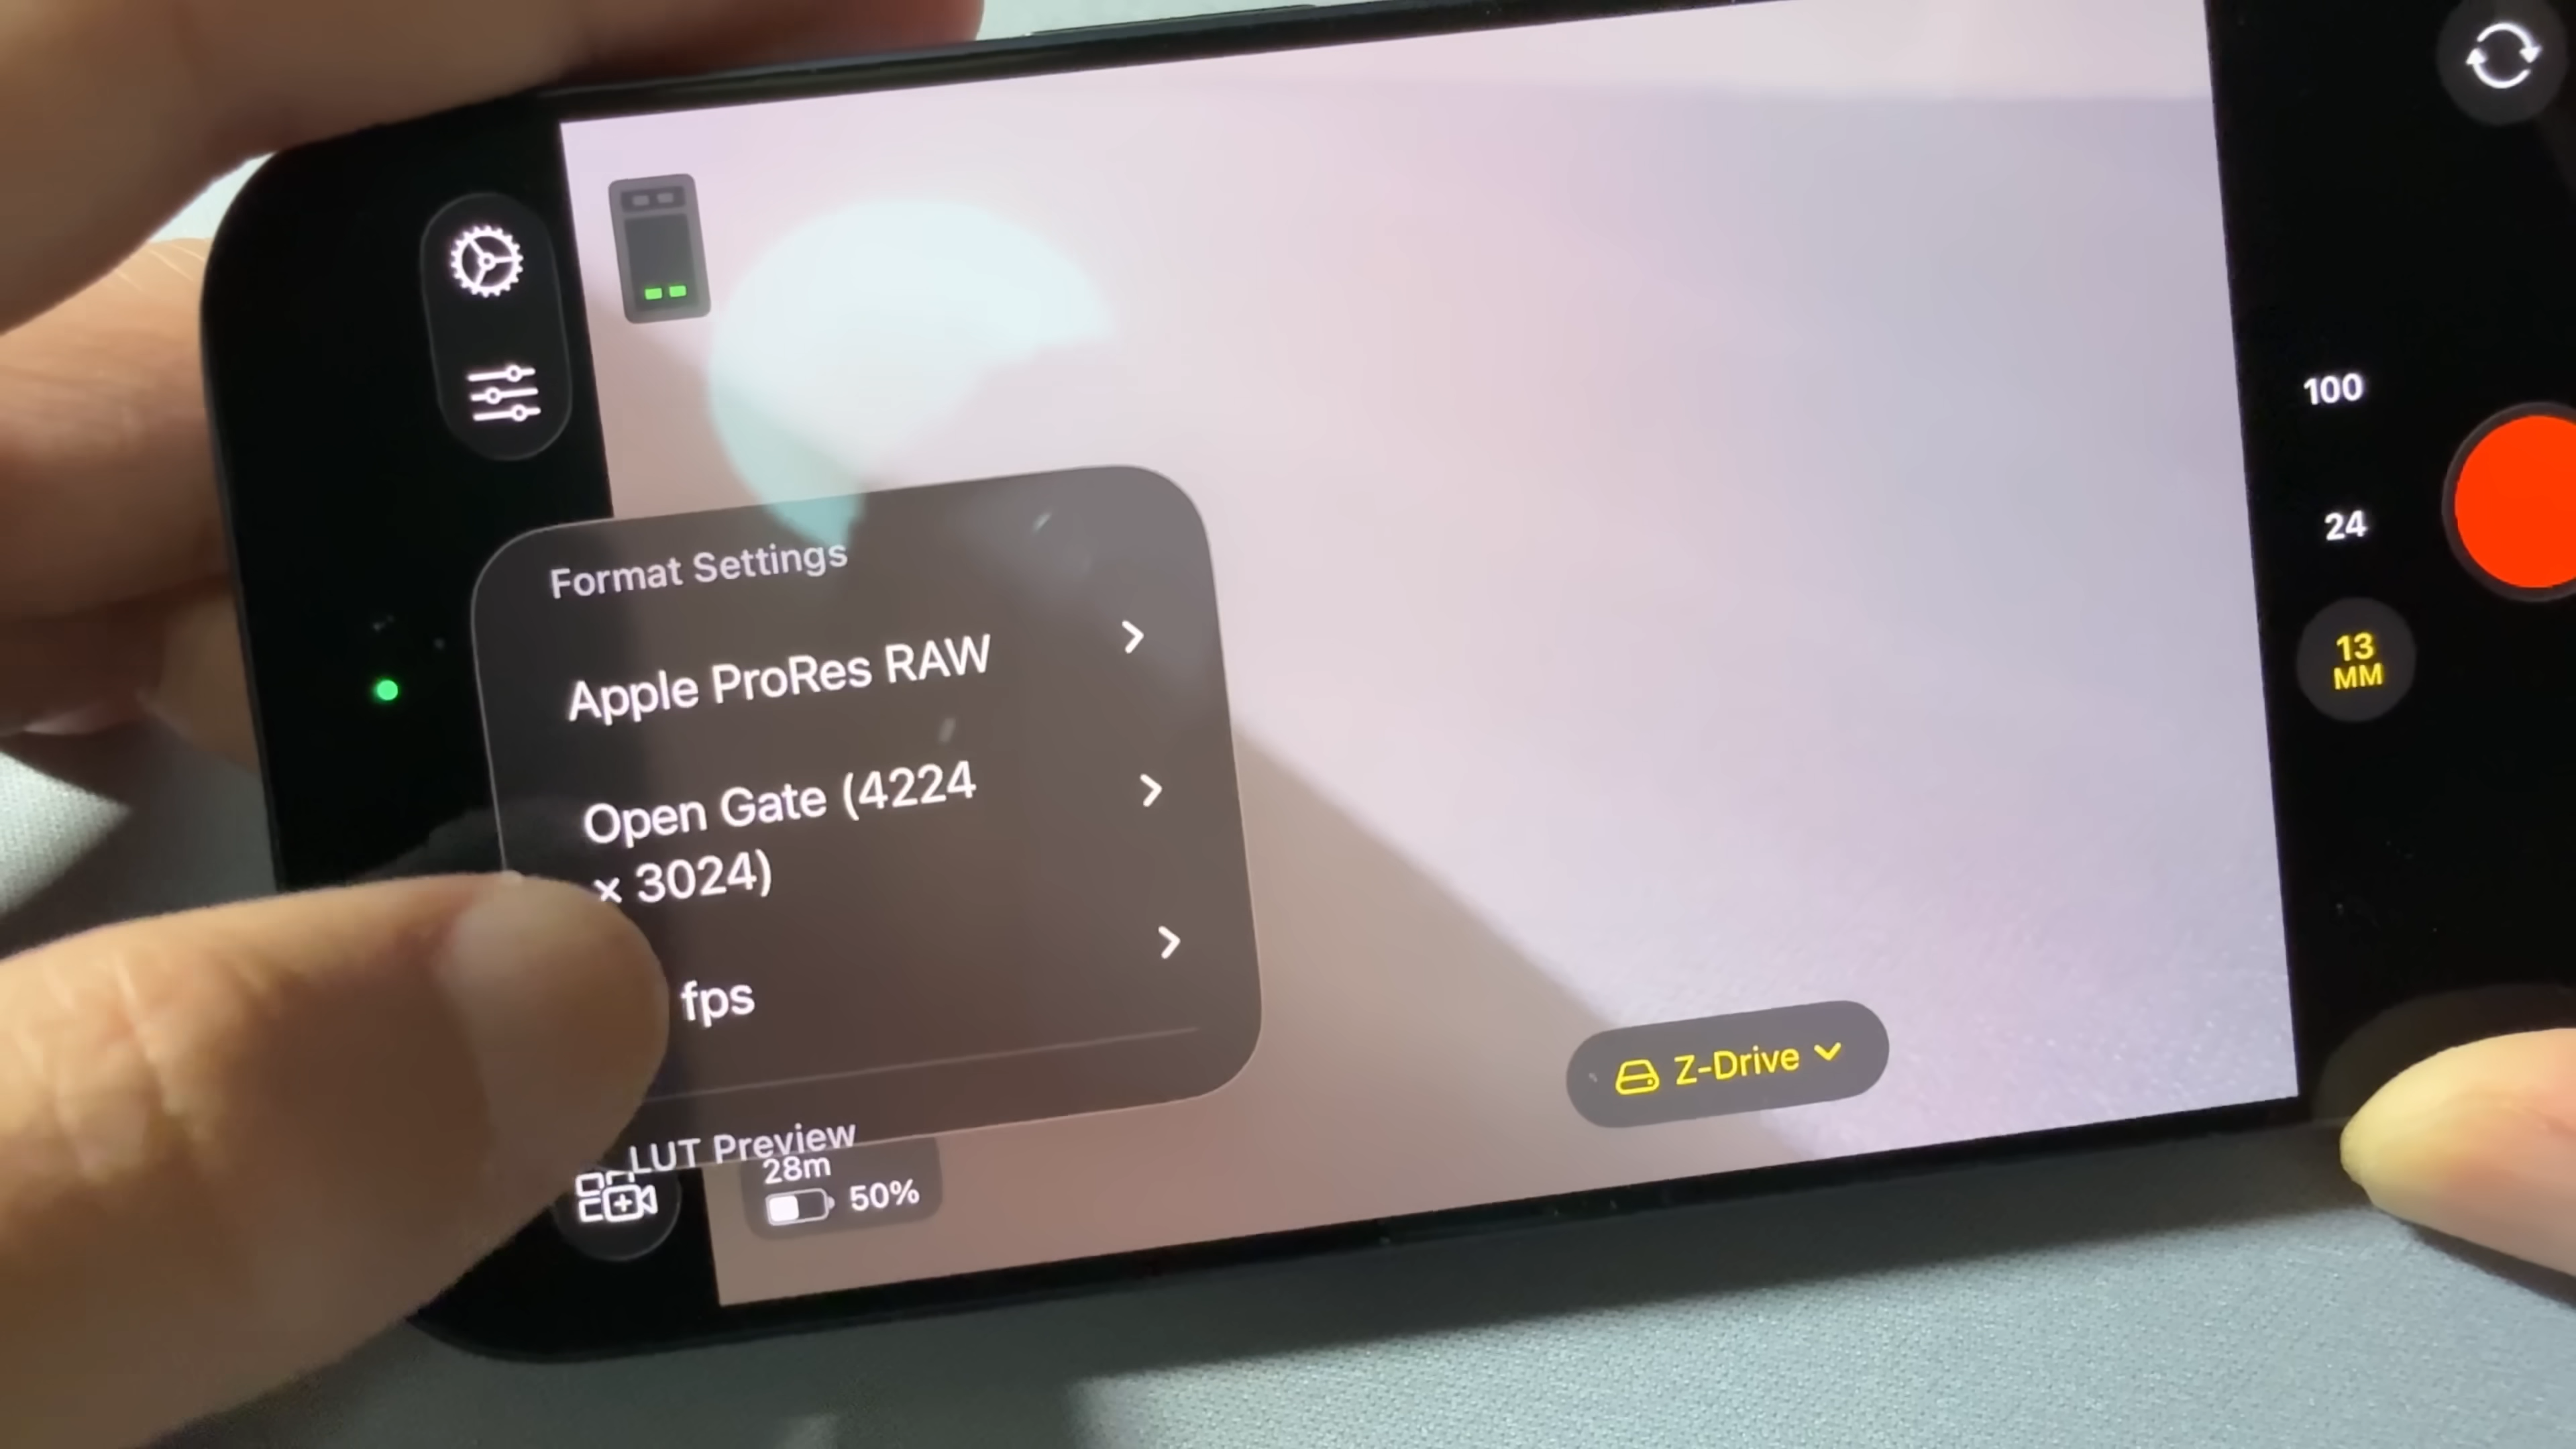 Format Settings
Apple ProRes RAW
Open Gate (4224
× 3024)
fps
LUT Preview
28m
50%
Z-Drive
100
24
13
MM